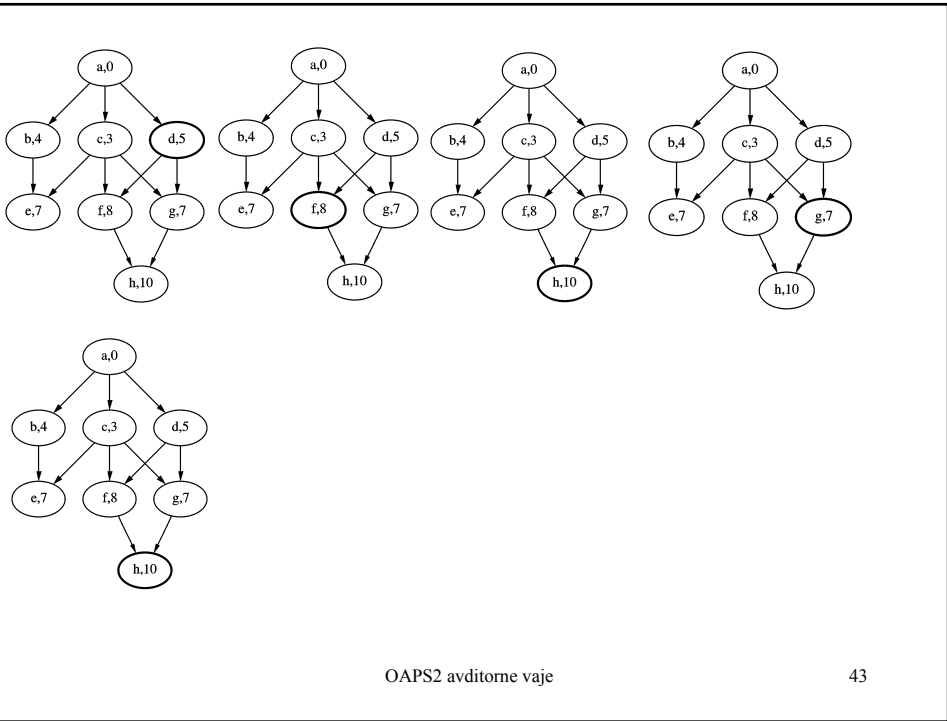 a,0
b,4 c,3 d,5
e,7 f,8 g,7
h,10
a,0
b,4 c,3 d,5
e,7 f,8 g,7
h,10
a,0
b,4 c,3 d,5
e,7 f,8 g,7
h,10
a,0
b,4 c,3 d,5
e,7 f,8 g,7
h,10
a,0
b,4 c,3 d,5
e,7 f,8 g,7
h,10
OAPS2 avditorne vaje 43